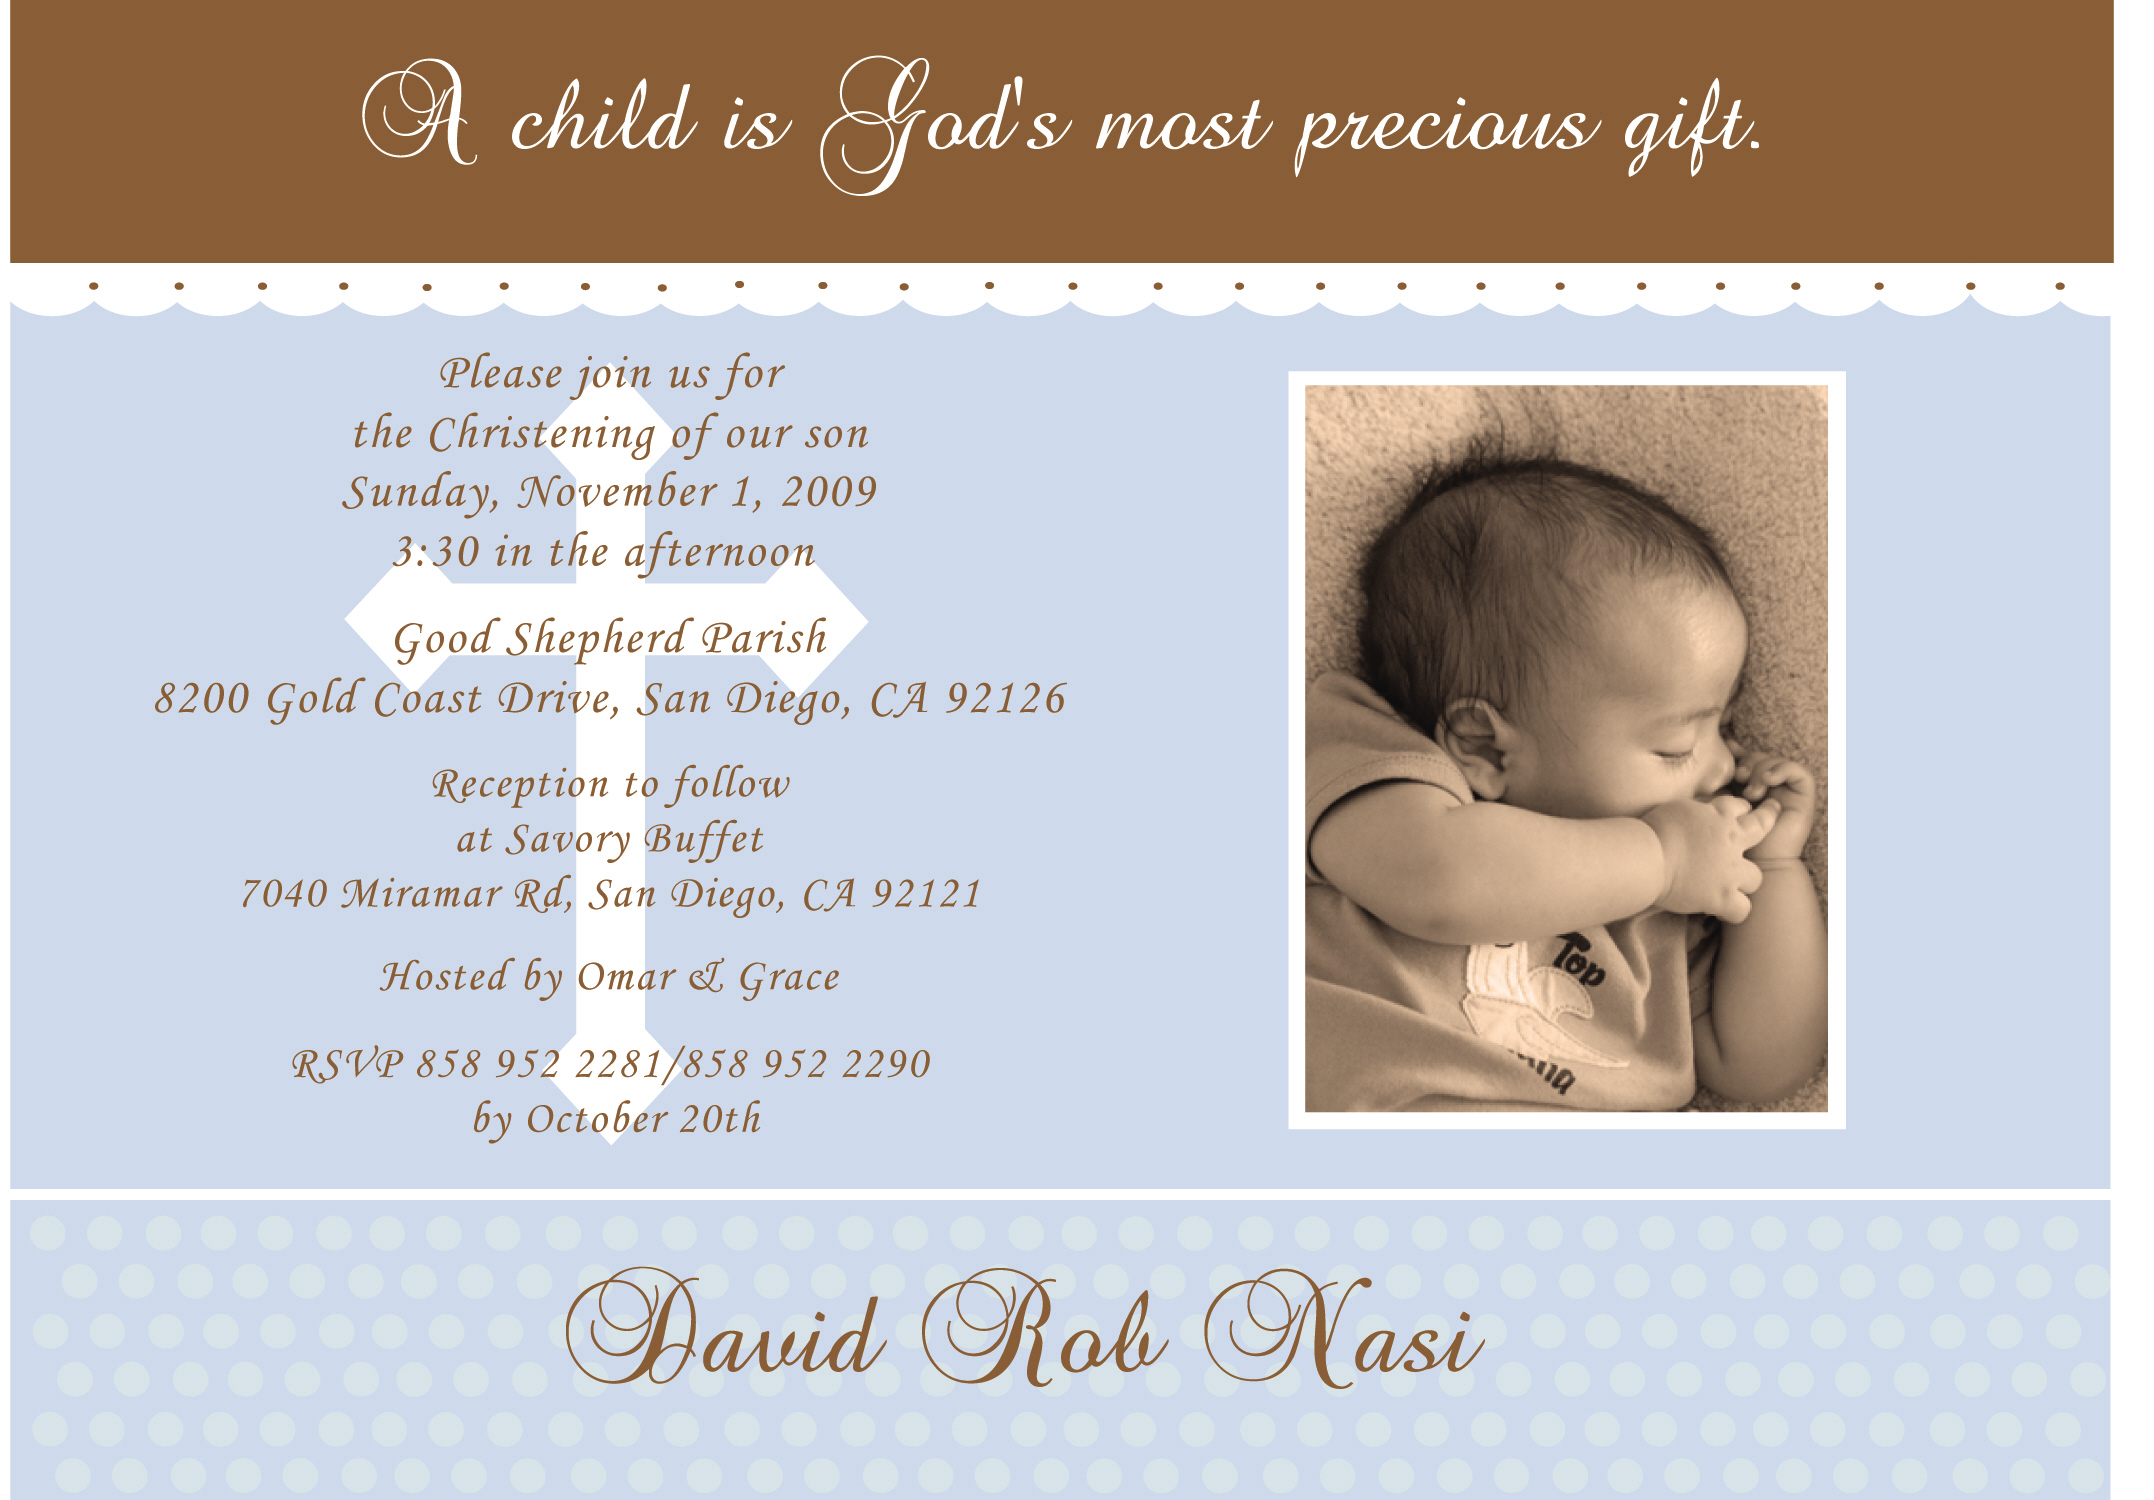 A child is God's most precious gift.
Please join us for
the Christening of our son
Sunday, November 1, 2009
3:30 in the afternoon
Good Shepherd Parish
8200 Gold Coast Drive, San Diego, CA 92126
Reception to follow
at Savory Buffet
7040 Miramar Rd, San Diego, CA 92121
Hosted by Omar & Grace
RSVP 858 952 2281/858 952 2290
by October 20th
Top
David Rob Nasi